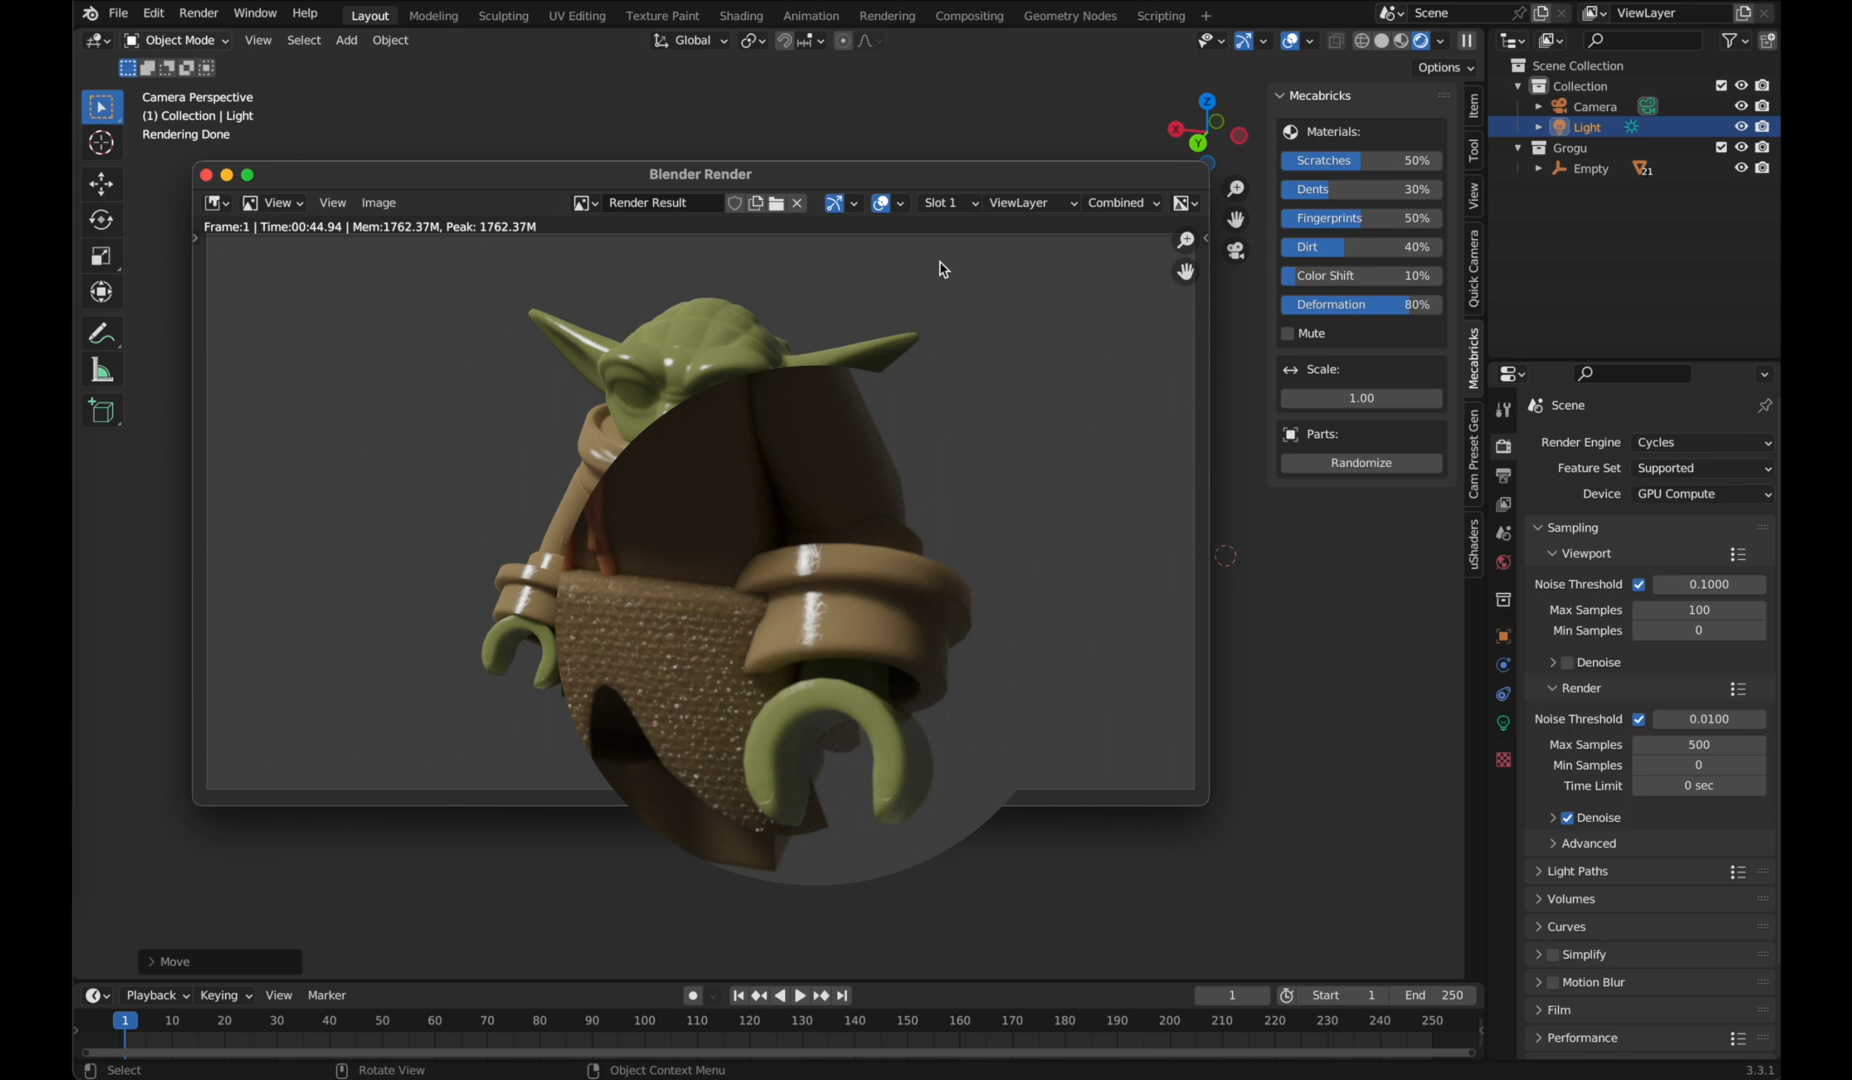 File Edit Render Window Help Layout Modeling Sculpting UV Editing Texture Paint Shading Animation Rendering Compositing Geometry Nodes Scripting + Scene ViewLayer
Object Mode View Select Add Object Global
Options
Camera Perspective
(1) Collection | Light
Rendering Done
Z
X
Y
Blender Render
View View Image Render Result Slot 1 ViewLayer Combined
Frame:1 | Time:00:44.94 | Mem:1762.37M, Peak: 1762.37M
Mecabricks
Materials:
Scratches 50%
Dents 30%
Fingerprints 50%
Dirt 40%
Color Shift 10%
Deformation 80%
Mute
Scale:
1.00
Parts:
Randomize
Item
Tool
View
Quick Camera
Mecabricks
Cam Preset Gen
uShaders
Scene Collection
Collection
Camera
Light
Grogu
Empty 21
Scene
Render Engine Cycles
Feature Set Supported
Device GPU Compute
Sampling
Viewport
Noise Threshold 0.1000
Max Samples 100
Min Samples 0
Denoise
Render
Noise Threshold 0.0100
Max Samples 500
Min Samples 0
Time Limit 0 sec
Denoise
Advanced
Light Paths
Volumes
Curves
Simplify
Motion Blur
Film
Performance
Move
Playback Keying View Marker 1 Start 1 End 250
1 10 20 30 40 50 60 70 80 90 100 110 120 130 140 150 160 170 180 190 200 210 220 230 240 250
Select Rotate View Object Context Menu 3.3.1